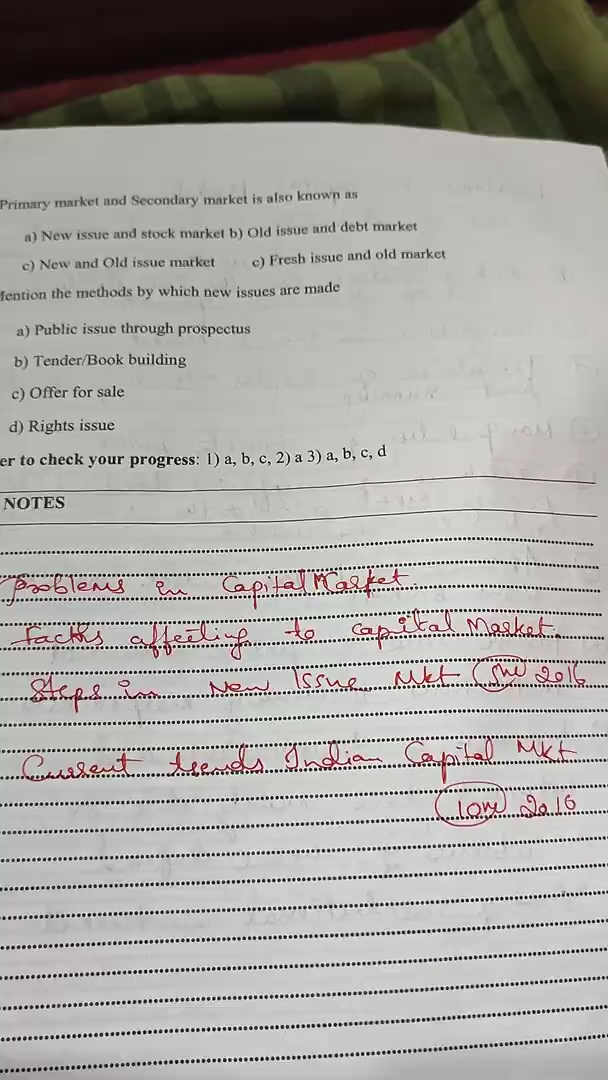 Primary market and Secondary market is also known as
a) New issue and stock market b) Old issue and debt market
c) New and Old issue market c) Fresh issue and old market
Mention the methods by which new issues are made
a) Public issue through prospectus
b) Tender/Book building
c) Offer for sale
d) Rights issue
er to check your progress: 1) a, b, c, 2) a 3) a, b, c, d
NOTES
Problems in Capital Market
factors affecting to capital Market.
Steps in New Issue Mkt 5M 2016
Current trends Indian Capital Mkt
10M 2016